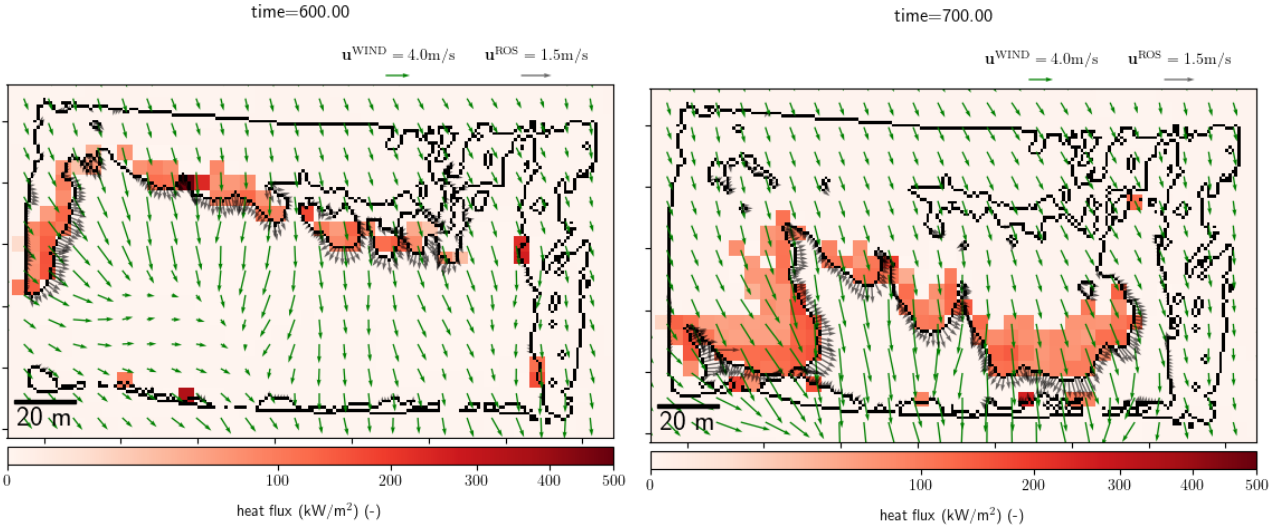 time=600.00
u^WIND = 4.0m/s
u^ROS = 1.5m/s
20 m
0 100 200 300 400 500
heat flux (kW/m²) (-)
time=700.00
u^WIND = 4.0m/s
u^ROS = 1.5m/s
20 m
0 100 200 300 400 500
heat flux (kW/m²) (-)